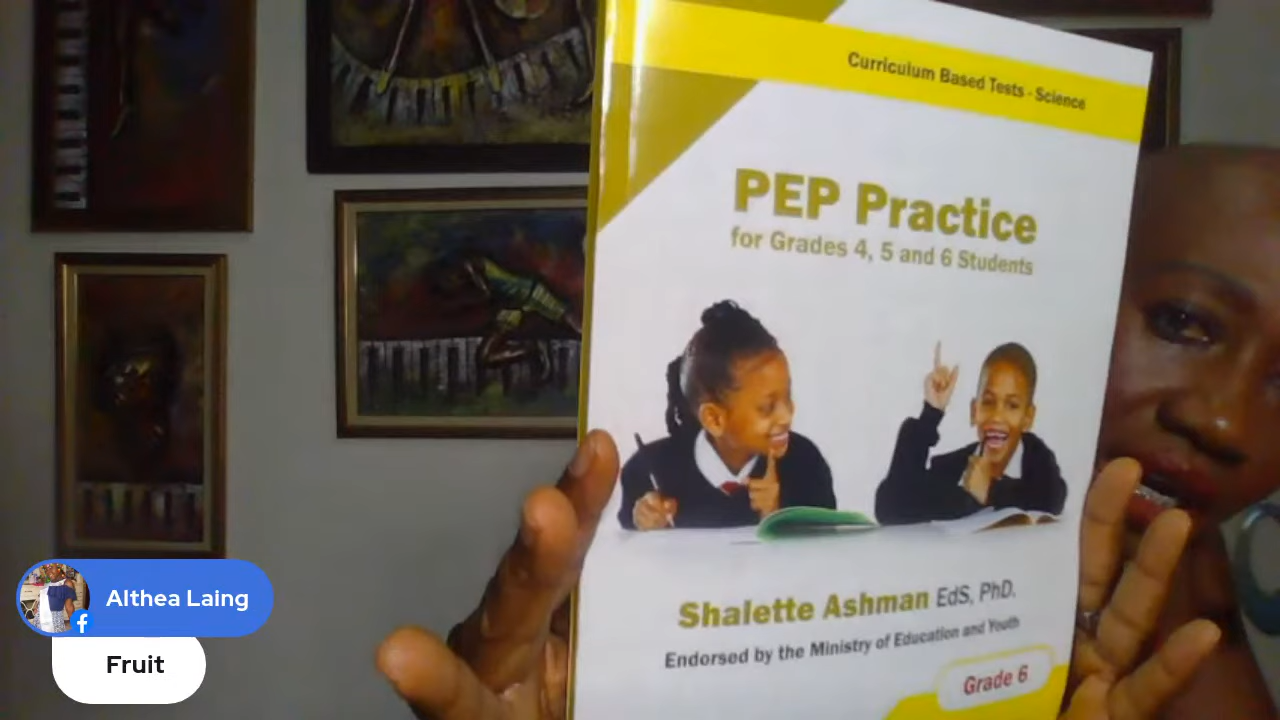 Curriculum Based Tests - Science
PEP Practice
for Grades 4, 5 and 6 Students
Shalette Ashman EdS, PhD.
Endorsed by the Ministry of Education and Youth
Grade 6
Althea Laing
Fruit